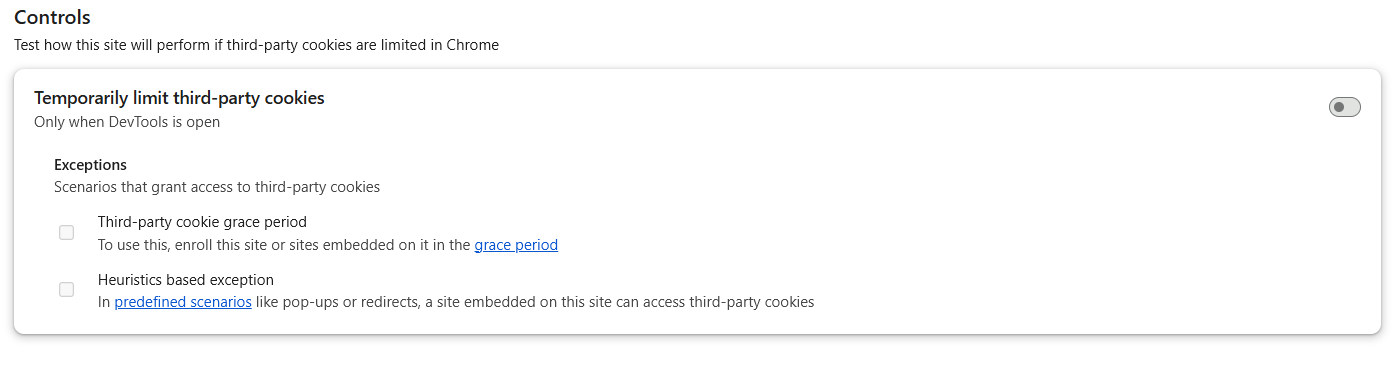 Controls
Test how this site will perform if third-party cookies are limited in Chrome
Temporarily limit third-party cookies
Only when DevTools is open
Exceptions
Scenarios that grant access to third-party cookies
Third-party cookie grace period
To use this, enroll this site or sites embedded on it in the grace period
Heuristics based exception
In predefined scenarios like pop-ups or redirects, a site embedded on this site can access third-party cookies